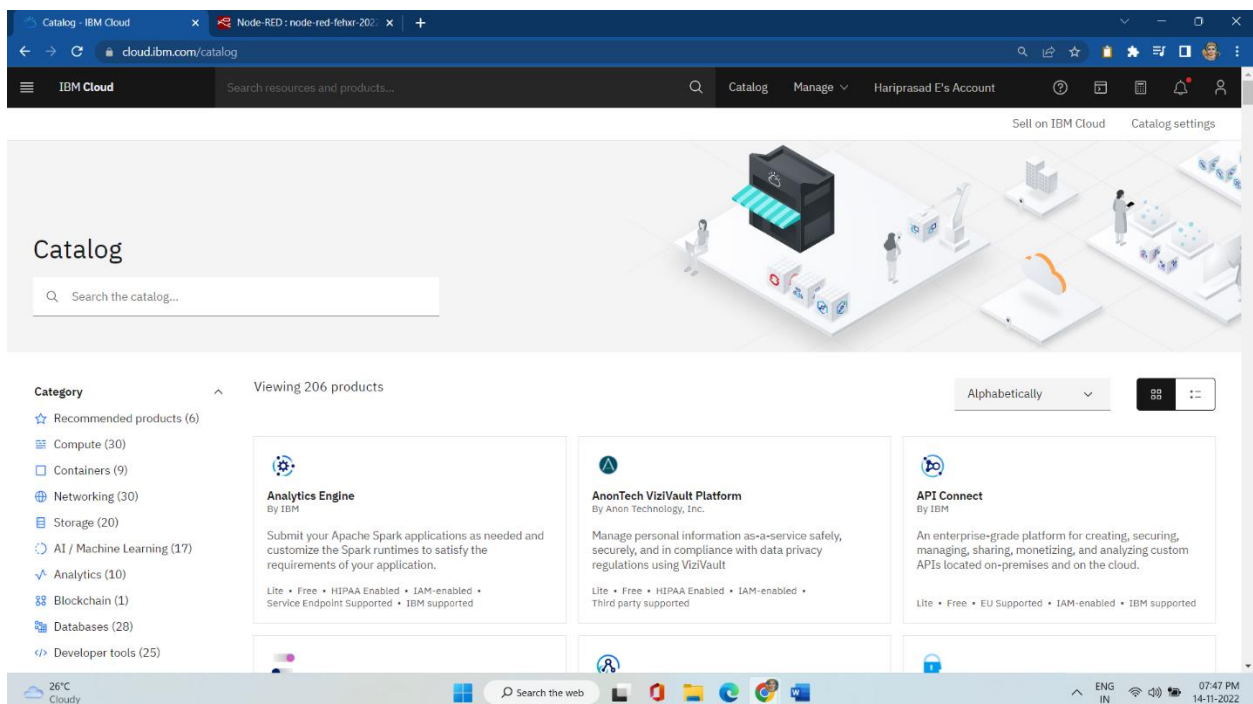 Catalog - IBM Cloud
Node-RED : node-red-fehxr-202
cloud.ibm.com/catalog
IBM Cloud
Search resources and products...
Catalog
Manage
Hariprasad E's Account
Sell on IBM Cloud
Catalog settings
Catalog
Search the catalog...
Category
Viewing 206 products
Alphabetically
Recommended products (6)
Compute (30)
Containers (9)
Networking (30)
Storage (20)
AI / Machine Learning (17)
Analytics (10)
Blockchain (1)
Databases (28)
Developer tools (25)
Analytics Engine
By IBM
Submit your Apache Spark applications as needed and
customize the Spark runtimes to satisfy the
requirements of your application.
Lite • Free • HIPAA Enabled • IAM-enabled •
Service Endpoint Supported • IBM supported
AnonTech ViziVault Platform
By Anon Technology, Inc.
Manage personal information as-a-service safely,
securely, and in compliance with data privacy
regulations using ViziVault
Lite • Free • HIPAA Enabled • IAM-enabled •
Third party supported
API Connect
By IBM
An enterprise-grade platform for creating, securing,
managing, sharing, monetizing, and analyzing custom
APIs located on-premises and on the cloud.
Lite • Free • EU Supported • IAM-enabled • IBM supported
26°C
Cloudy
Search the web
ENG
IN
07:47 PM
14-11-2022